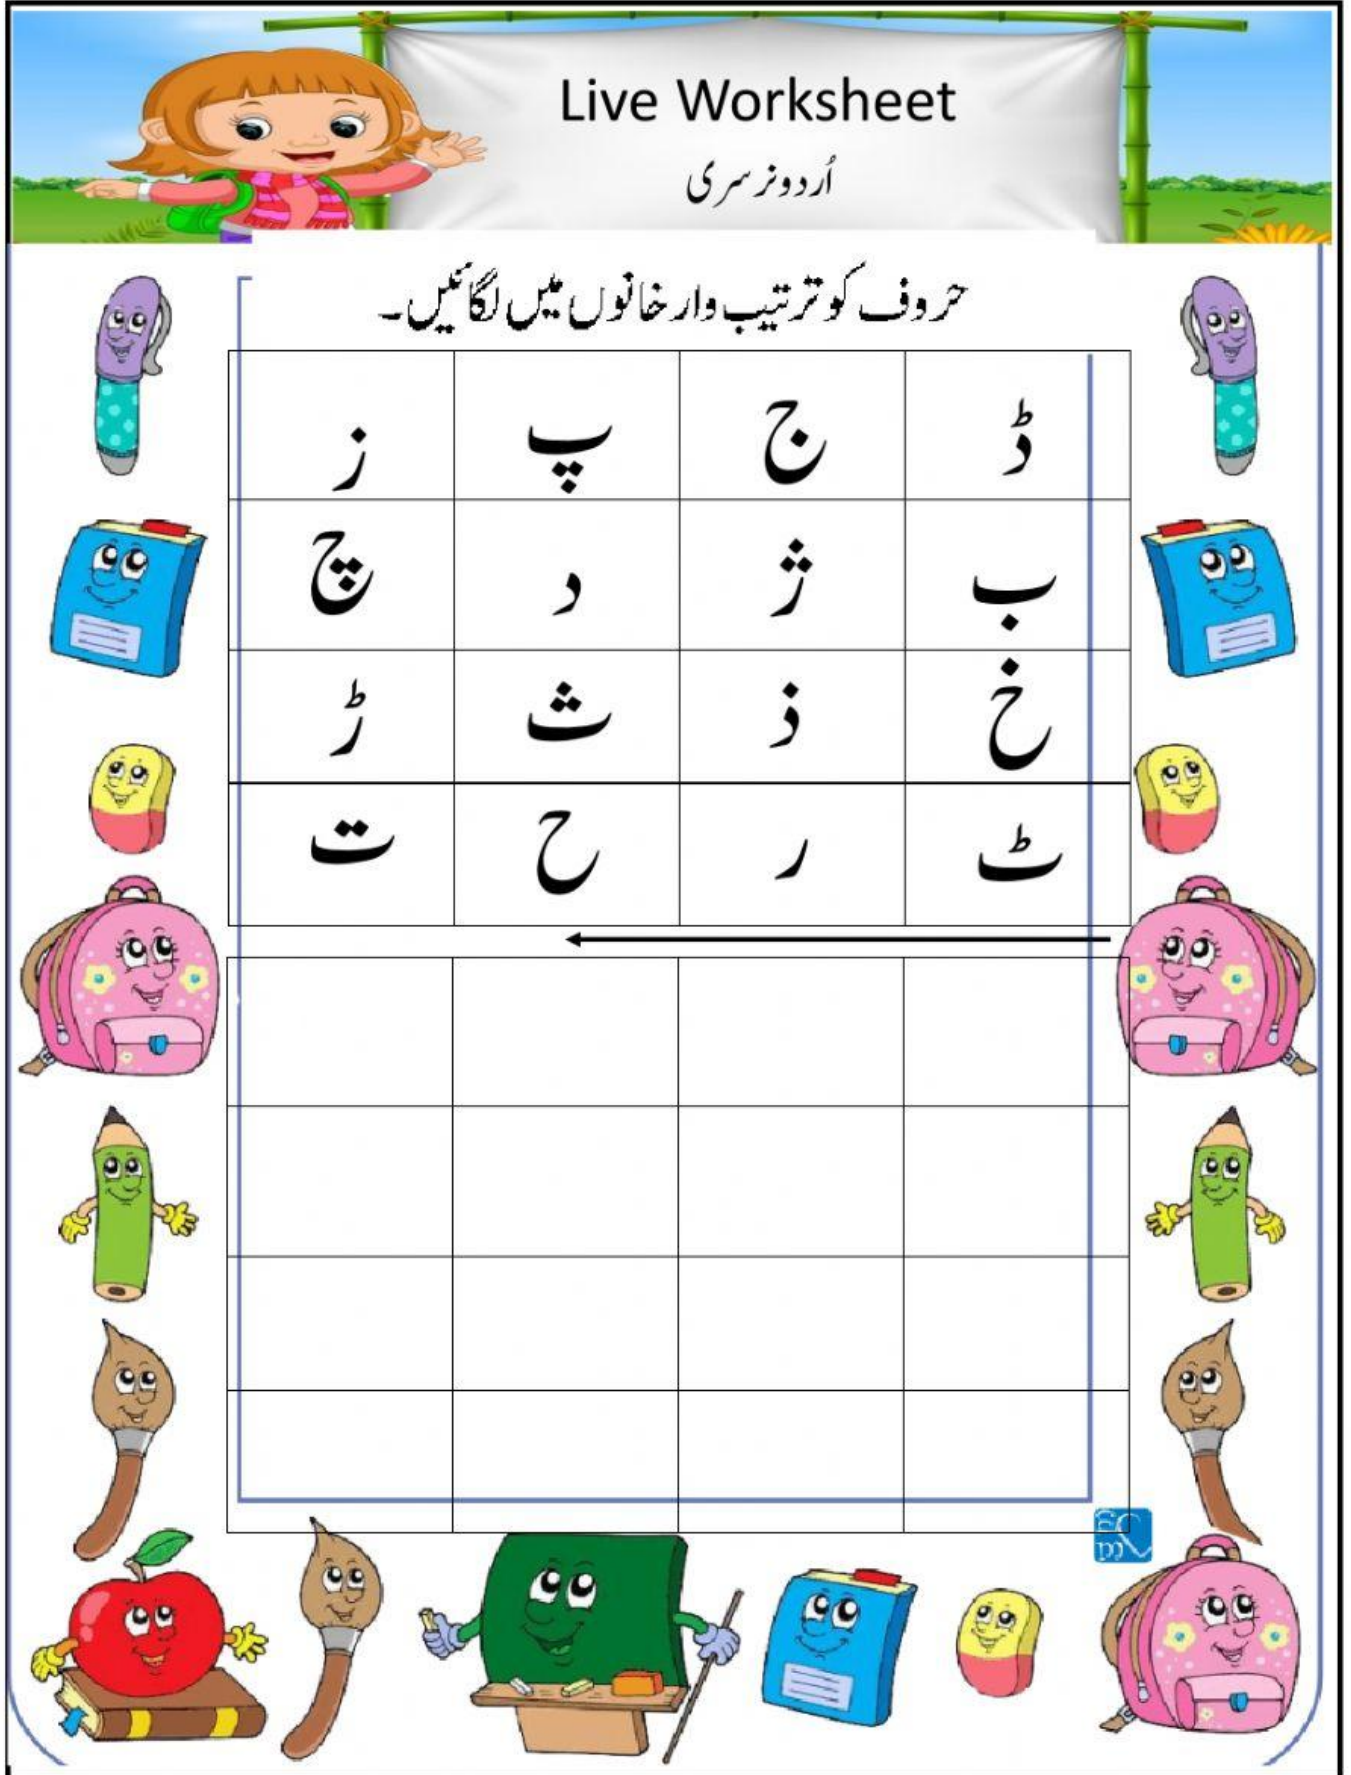 Live Worksheet
اُردو نرسری
حروف کو ترتیب وار خانوں میں لگائیں۔
ڈ ج پ ز
ب ژ د چ
خ ذ ث ڑ
ٹ ر ح ت